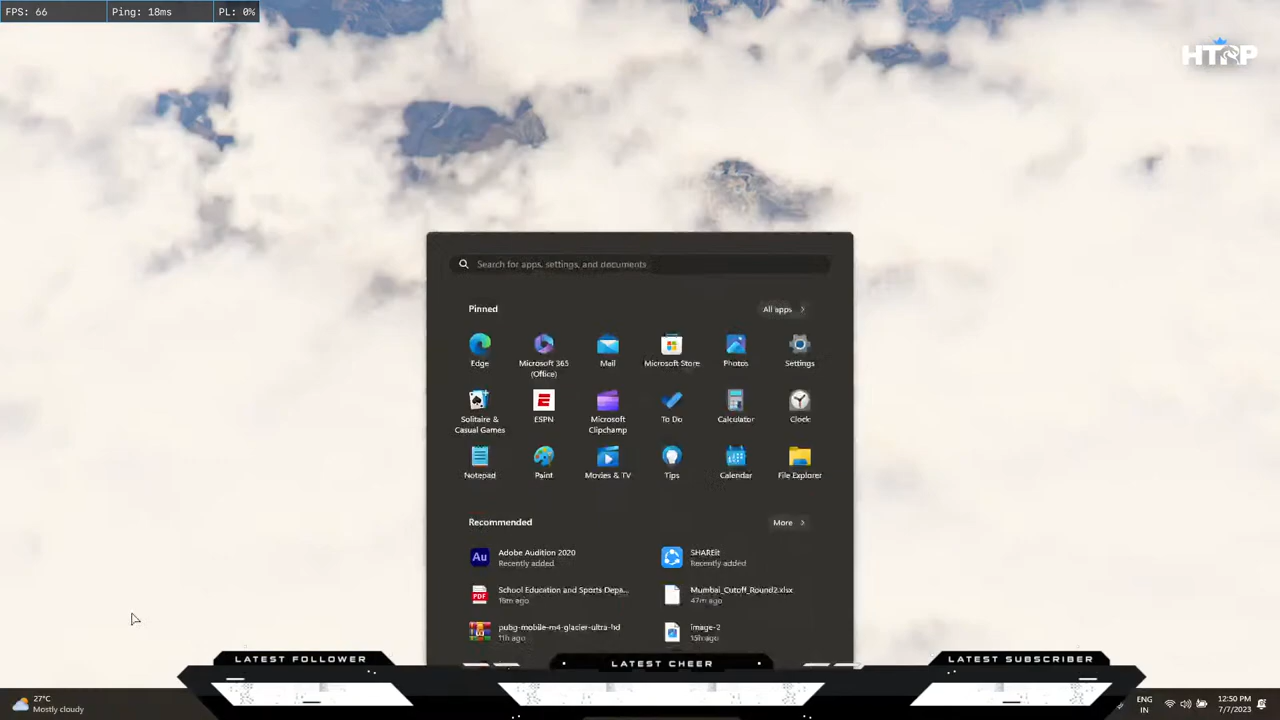 FPS: 66 Ping: 18ms PL: 0%
HTRP
Search for apps, settings, and documents
Pinned All apps
Edge Microsoft 365 Mail Microsoft Store Photos Settings
(Office)
Solitaire & ESPN Microsoft To Do Calculator Clock
Casual Games Clipchamp
Notepad Paint Movies & TV Tips Calendar File Explorer
Recommended More
Au Adobe Audition 2020 SHAREit
Recently added Recently added
PDF School Education and Sports Depa... Mumbai_Cutoff_Round2.xlsx
47m ago
pubg-mobile-m4-glacier-ultra-hd image-2
11h ago 15h ago
LATEST FOLLOWER LATEST CHEER LATEST SUBSCRIBER
27°C ENG 12:50 PM
Mostly cloudy IN 7/7/2023